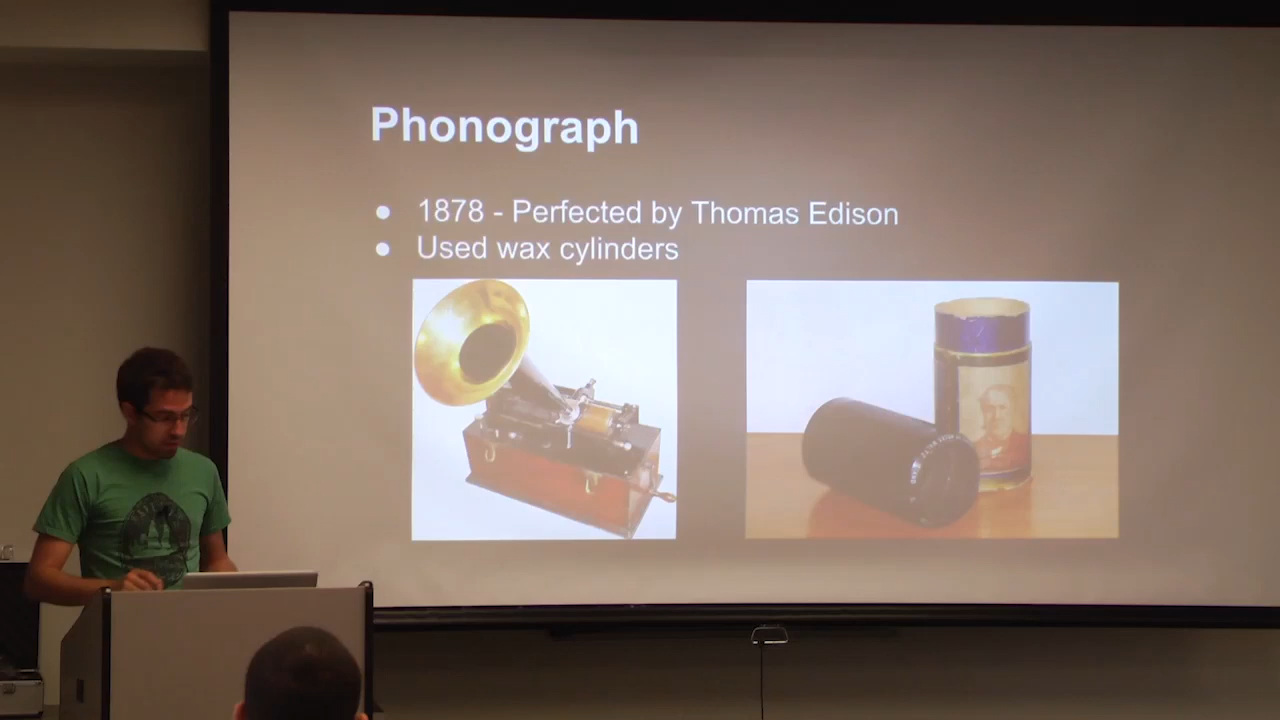 Phonograph
● 1878 - Perfected by Thomas Edison
● Used wax cylinders